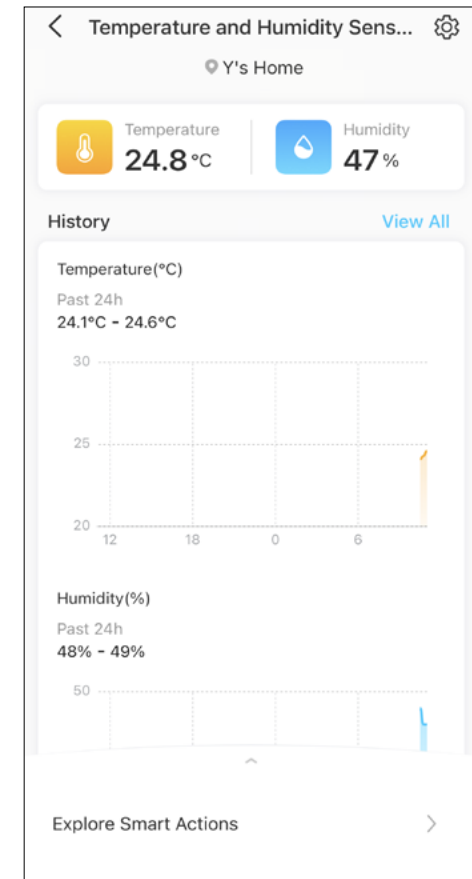 Temperature and Humidity Sens...
Y's Home
Temperature
24.8 °C
Humidity
47 %
History
View All
Temperature(°C)
Past 24h
24.1°C - 24.6°C
30
25
20
12 18 0 6
Humidity(%)
Past 24h
48% - 49%
50
Explore Smart Actions